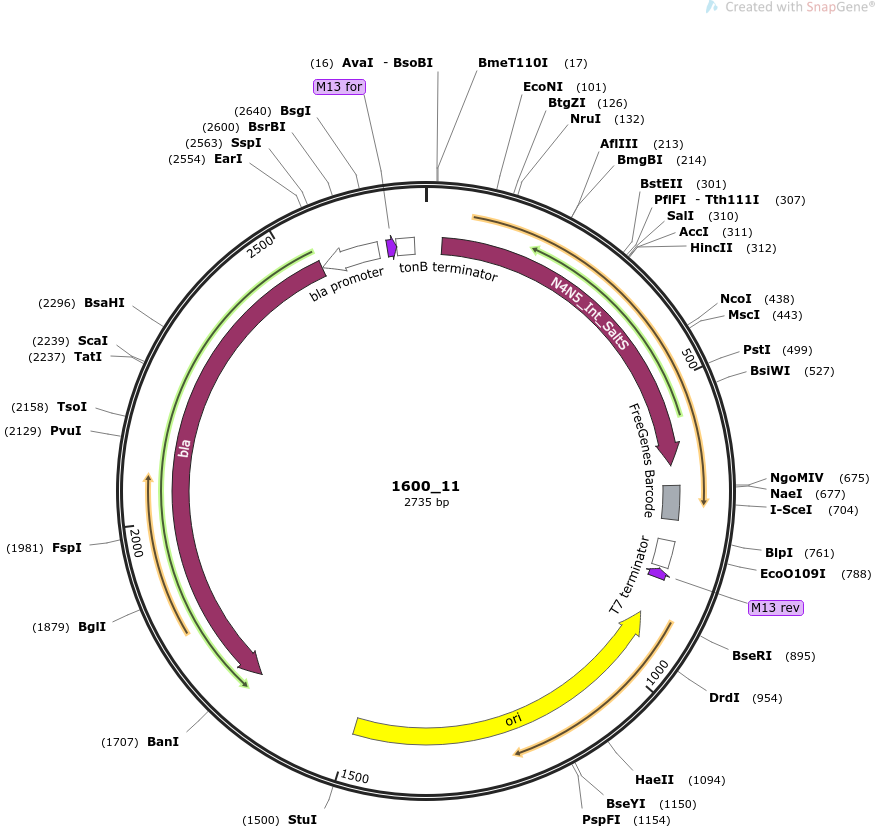 Created with SnapGene®
(16) AvaI - BsoBI
BmeT110I (17)
M13 for
EcoNI (101)
BtgZI (126)
NruI (132)
(2640) BsgI
(2600) BsrBI
(2563) SspI
(2554) EarI
AflIII (213)
BmgBI (214)
BstEII (301)
PflFI - Tth111I (307)
SalI (310)
AccI (311)
HincII (312)
2500
bla promoter
tonB terminator
N4N5_Int_SaltS
(2296) BsaHI
NcoI (438)
MscI (443)
(2239) ScaI
(2237) TatI
500
PstI (499)
BsiWI (527)
(2158) TsoI
(2129) PvuI
bla
FreeGenes Barcode
1600_11
2735 bp
NgoMIV (675)
NaeI (677)
I-SceI (704)
2000
(1981) FspI
BlpI (761)
EcoO109I (788)
T7 terminator
M13 rev
(1879) BglI
BseRI (895)
1000
DrdI (954)
ori
(1707) BanI
1500
HaeII (1094)
BseYI (1150)
(1500) StuI
PspFI (1154)